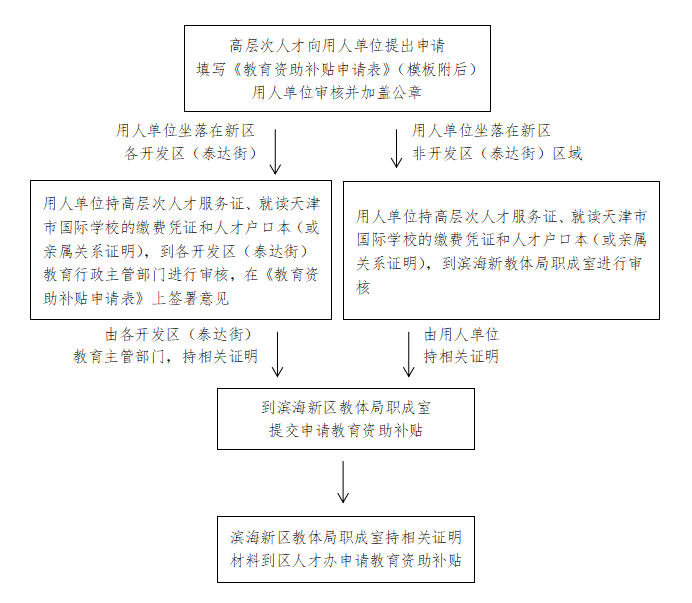 高层次人才向用人单位提出申请
填写《教育资助补贴申请表》（模板附后）
用人单位审核并加盖公章
用人单位坐落在新区
各开发区（泰达街）
用人单位坐落在新区
非开发区（泰达街）区域
用人单位持高层次人才服务证、就读天津
市国际学校的缴费凭证和人才户口本（或
亲属关系证明），到各开发区（泰达街）
教育行政主管部门进行审核，在《教育资
助补贴申请表》上签署意见
用人单位持高层次人才服务证、就读天津市
国际学校的缴费凭证和人才户口本（或亲属
关系证明），到滨海新教体局职成室进行审
核
由各开发区（泰达街）
教育主管部门，持相关证明
由用人单位
持相关证明
到滨海新区教体局职成室
提交申请教育资助补贴
滨海新区教体局职成室持相关证明
材料到区人才办申请教育资助补贴